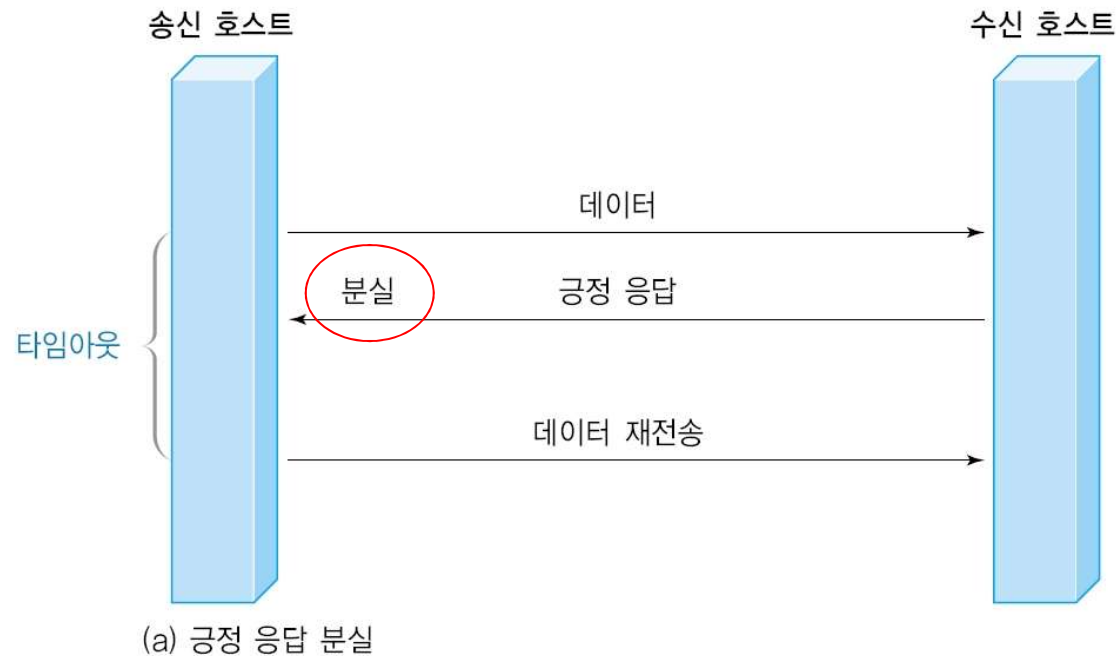 송신 호스트
수신 호스트
데이터
분실
긍정 응답
타임아웃
데이터 재전송
(a) 긍정 응답 분실